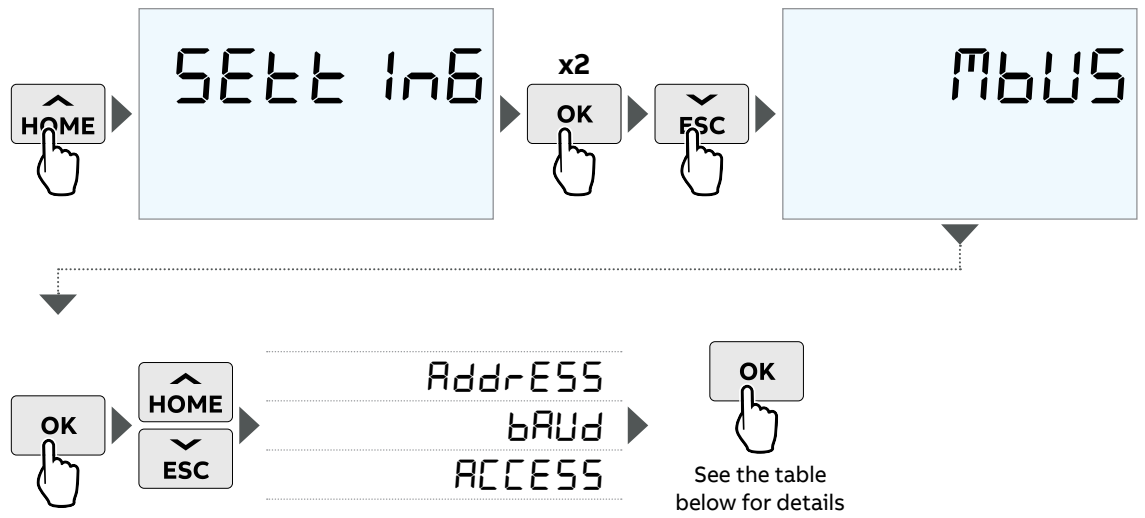 HOME
SEtt InG
x2
OK
ESC
MbUS
OK
HOME
ESC
AddrESS
bAUd
ACCESS
OK
See the table
below for details